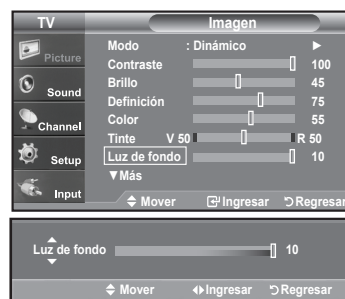 TV Imagen
Picture
Sound
Channel
Setup
Input
Modo : Dinámico ►
Contraste 100
Brillo 45
Definición 75
Color 55
Tinte V 50 R 50
Luz de fondo 10
▼Más
Mover Ingresar Regresar
Luz de fondo 10
Mover Ingresar Regresar